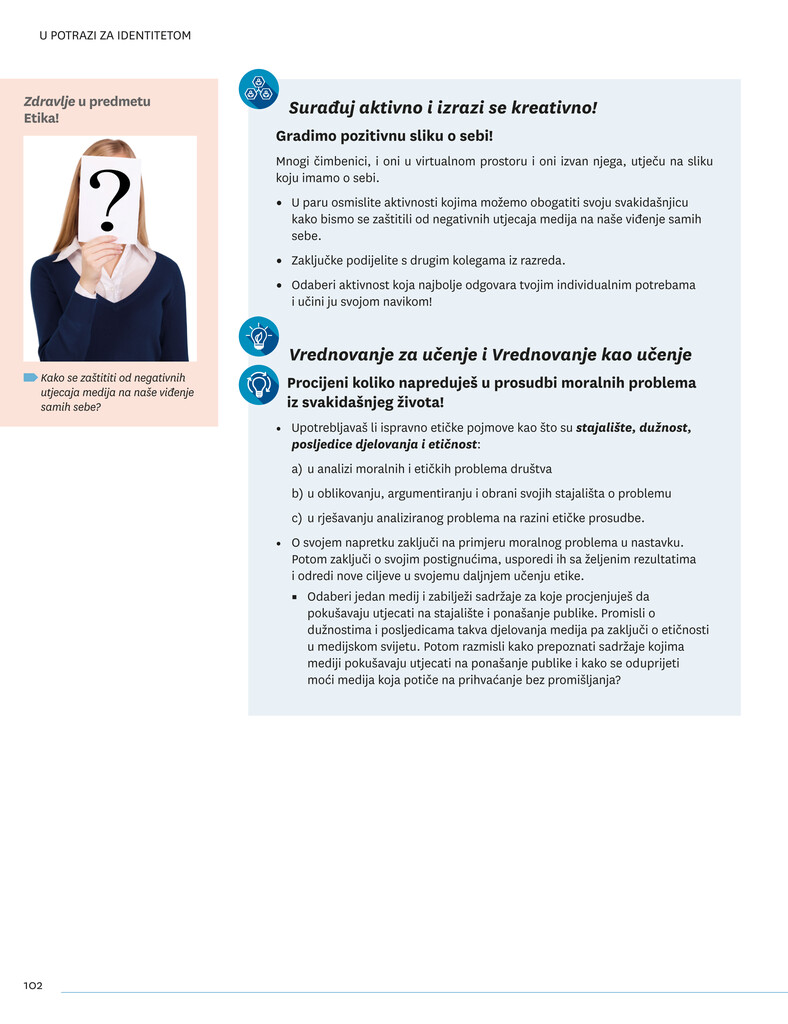 U POTRAZI ZA IDENTITETOM
Zdravlje u predmetu
Etika!
?
Kako se zaštititi od negativnih
utjecaja medija na naše viđenje
samih sebe?
Surađuj aktivno i izrazi se kreativno!
Gradimo pozitivnu sliku o sebi!
Mnogi čimbenici, i oni u virtualnom prostoru i oni izvan njega, utječu na sliku
koju imamo o sebi.
• U paru osmislite aktivnosti kojima možemo obogatiti svoju svakidašnjicu
kako bismo se zaštitili od negativnih utjecaja medija na naše viđenje samih
sebe.
• Zaključke podijelite s drugim kolegama iz razreda.
• Odaberi aktivnost koja najbolje odgovara tvojim individualnim potrebama
i učini ju svojom navikom!
Vrednovanje za učenje i Vrednovanje kao učenje
Procijeni koliko napreduješ u prosudbi moralnih problema
iz svakidašnjeg života!
• Upotrebljavaš li ispravno etičke pojmove kao što su stajalište, dužnost,
posljedice djelovanja i etičnost:
a) u analizi moralnih i etičkih problema društva
b) u oblikovanju, argumentiranju i obrani svojih stajališta o problemu
c) u rješavanju analiziranog problema na razini etičke prosudbe.
• O svojem napretku zaključi na primjeru moralnog problema u nastavku.
Potom zaključi o svojim postignućima, usporedi ih sa željenim rezultatima
i odredi nove ciljeve u svojemu daljnjem učenju etike.
▪ Odaberi jedan medij i zabilježi sadržaje za koje procjenjuješ da
pokušavaju utjecati na stajalište i ponašanje publike. Promisli o
dužnostima i posljedicama takva djelovanja medija pa zaključi o etičnosti
u medijskom svijetu. Potom razmisli kako prepoznati sadržaje kojima
mediji pokušavaju utjecati na ponašanje publike i kako se oduprijeti
moći medija koja potiče na prihvaćanje bez promišljanja?
102